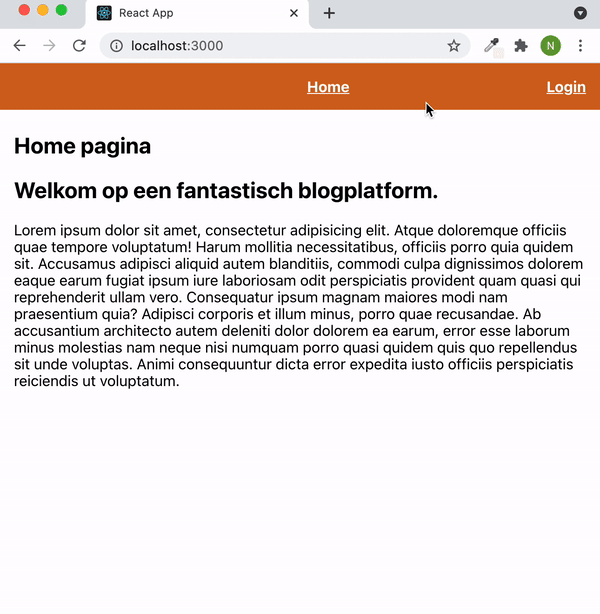 React App
localhost:3000
N
Home Login
Home pagina
Welkom op een fantastisch blogplatform.
Lorem ipsum dolor sit amet, consectetur adipisicing elit. Atque doloremque officiis
quae tempore voluptatum! Harum mollitia necessitatibus, officiis porro quia quidem
sit. Accusamus adipisci aliquid autem blanditiis, commodi culpa dignissimos dolorem
eaque earum fugiat ipsum iure laboriosam odit perspiciatis provident quam quasi qui
reprehenderit ullam vero. Consequatur ipsum magnam maiores modi nam
praesentium quia? Adipisci corporis et illum minus, porro quae recusandae. Ab
accusantium architecto autem deleniti dolor dolorem ea earum, error esse laborum
minus molestias nam neque nisi numquam porro quasi quidem quis quo repellendus
sit unde voluptas. Animi consequuntur dicta error expedita iusto officiis perspiciatis
reiciendis ut voluptatum.